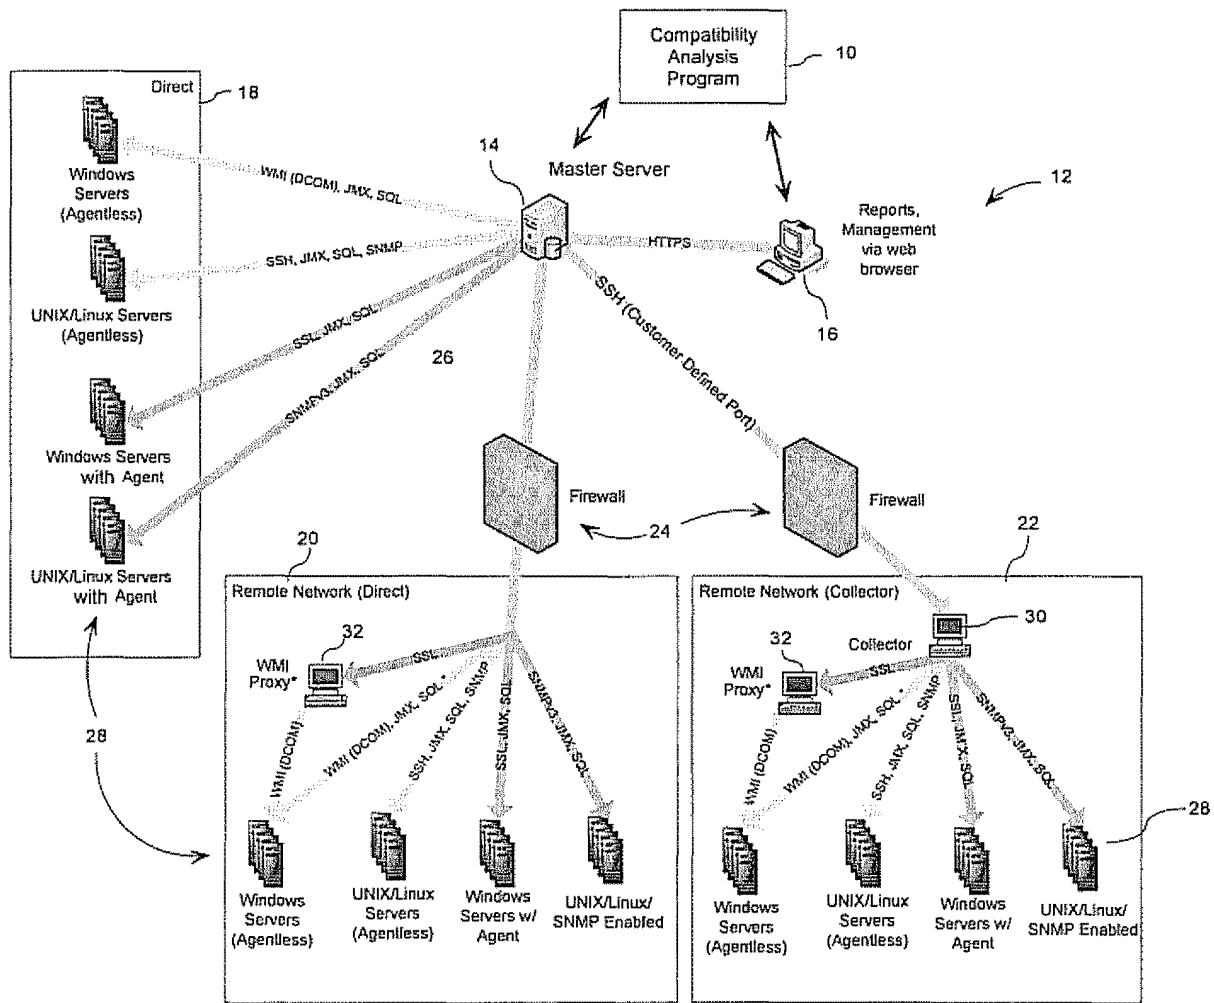 Compatibility
Analysis
Program
10
Direct
18
14
Master Server
12
Windows
Servers
(Agentless)
WMI (DCOM), JMX, SQL
Reports,
Management
via web
browser
HTTPS
16
SSH, JMX, SQL, SNMP
UNIX/Linux Servers
(Agentless)
SSL, JMX, SQL
26
SSH (Customer Defined Port)
SNMPv3, JMX, SQL
Windows Servers
with Agent
Firewall
24
Firewall
UNIX/Linux Servers
with Agent
20
22
Remote Network (Direct)
Remote Network (Collector)
32
WMI
Proxy*
SSL
WMI (DCOM)
WMI (DCOM), JMX, SQL *
SSH, JMX, SQL, SNMP
SSL, JMX, SQL
SNMPv3, JMX, SQL
28
Windows
Servers
(Agentless)
UNIX/Linux
Servers
(Agentless)
Windows
Servers w/
Agent
UNIX/Linux/
SNMP Enabled
30
Collector
32
WMI
Proxy*
SSL
WMI (DCOM)
WMI (DCOM), JMX, SQL *
SSH, JMX, SQL, SNMP
SSL, JMX, SQL
SNMPv3, JMX, SQL
28
Windows
Servers
(Agentless)
UNIX/Linux
Servers
(Agentless)
Windows
Servers w/
Agent
UNIX/Linux/
SNMP Enabled